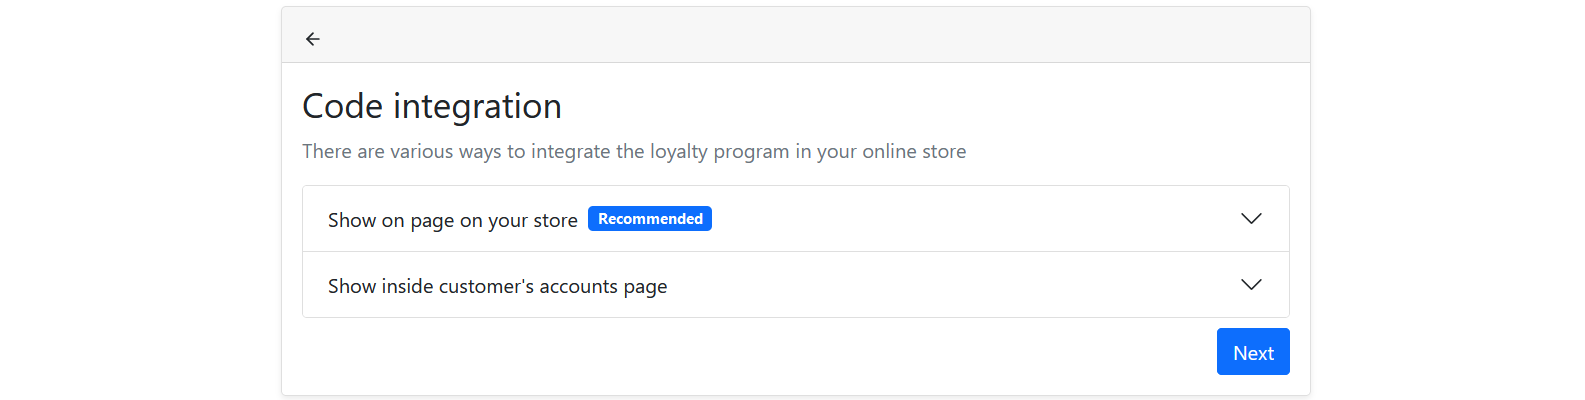 Code integration
There are various ways to integrate the loyalty program in your online store
Show on page on your store Recommended
Show inside customer's accounts page
Next